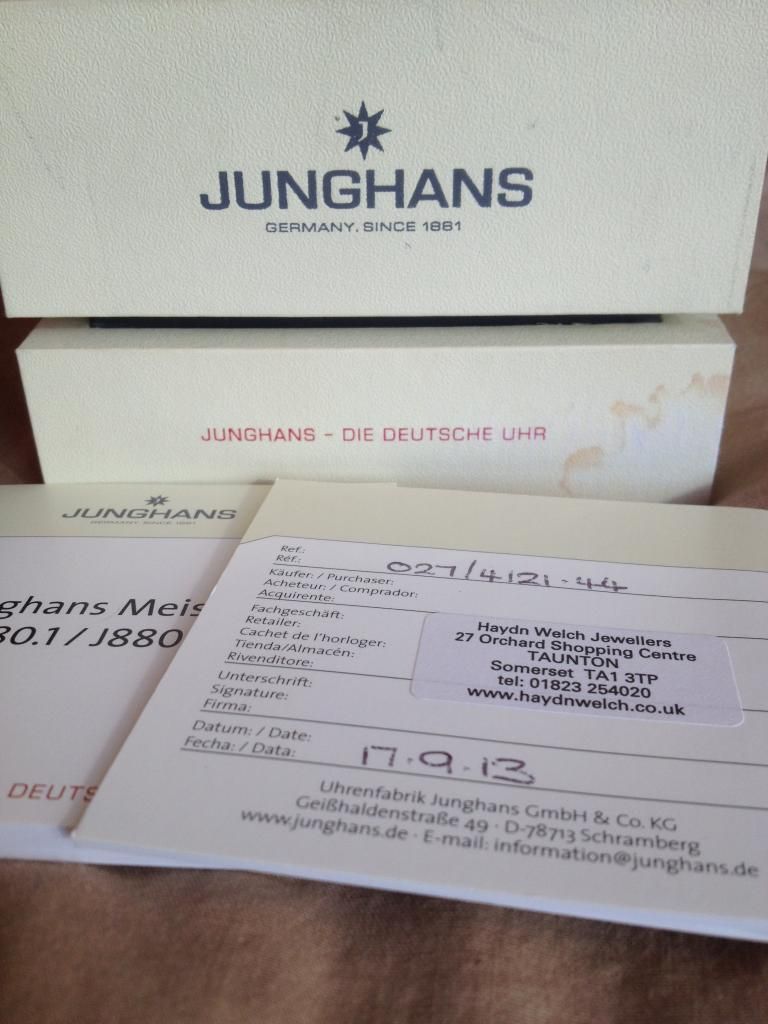 J
JUNGHANS
GERMANY. SINCE 1861
JUNGHANS - DIE DEUTSCHE UHR
JUNGHANS
GERMANY. SINCE 1861
ghans Meis
80.1 / J880
DEUTS
Ref.:
Réf.:
027/4121.44
Käufer: / Purchaser:
Acheteur: / Comprador:
Acquirente:
Fachgeschäft:
Retailer:
Cachet de l'horloger:
Tienda/Almacén:
Rivenditore:
Haydn Welch Jewellers
27 Orchard Shopping Centre
TAUNTON
Somerset TA1 3TP
tel: 01823 254020
www.haydnwelch.co.uk
Unterschrift:
Signature:
Firma:
Datum: / Date:
Fecha: / Data:
17.9.13
Uhrenfabrik Junghans GmbH & Co. KG
Geißhaldenstraße 49 · D-78713 Schramberg
www.junghans.de · E-mail: information@junghans.de